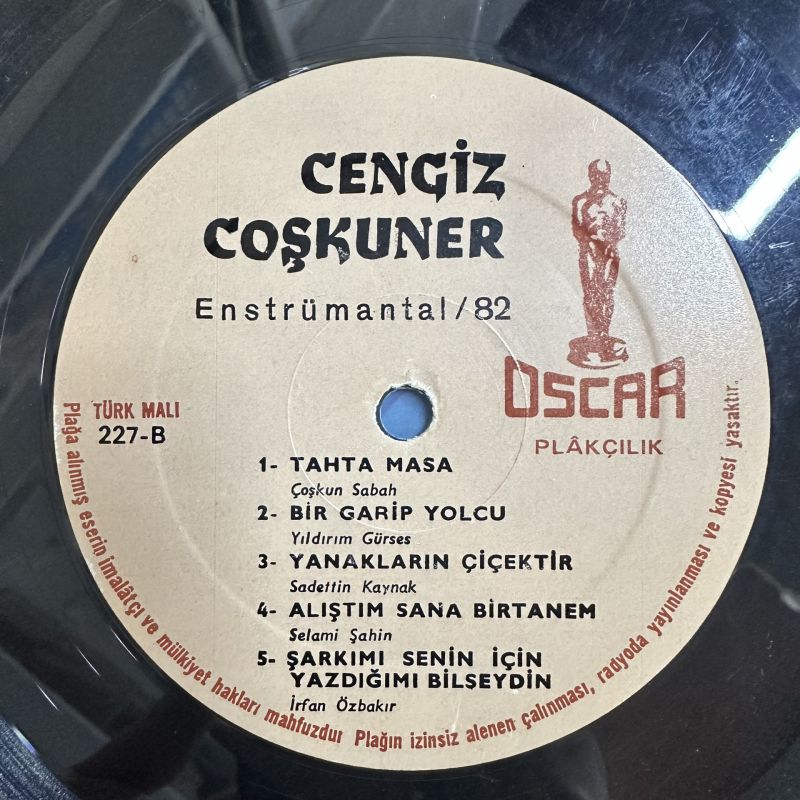 CENGİZ
COŞKUNER
Enstrümantal/82
OSCAR
PLÂKÇILIK
TÜRK MALI
227-B
1- TAHTA MASA
Çoşkun Sabah
2- BİR GARİP YOLCU
Yıldırım Gürses
3- YANAKLARIN ÇİÇEKTİR
Sadettin Kaynak
4- ALIŞTIM SANA BİRTANEM
Selami Şahin
5- ŞARKIMI SENİN İÇİN
YAZDIĞIMI BİLSEYDİN
İrfan Özbakır
Plağa alınmış eserin imalâtçı ve mülkiyet hakları mahfuzdur Plağın izinsiz alenen çalınması, radyoda yayınlanması ve kopyesi yasaktır.